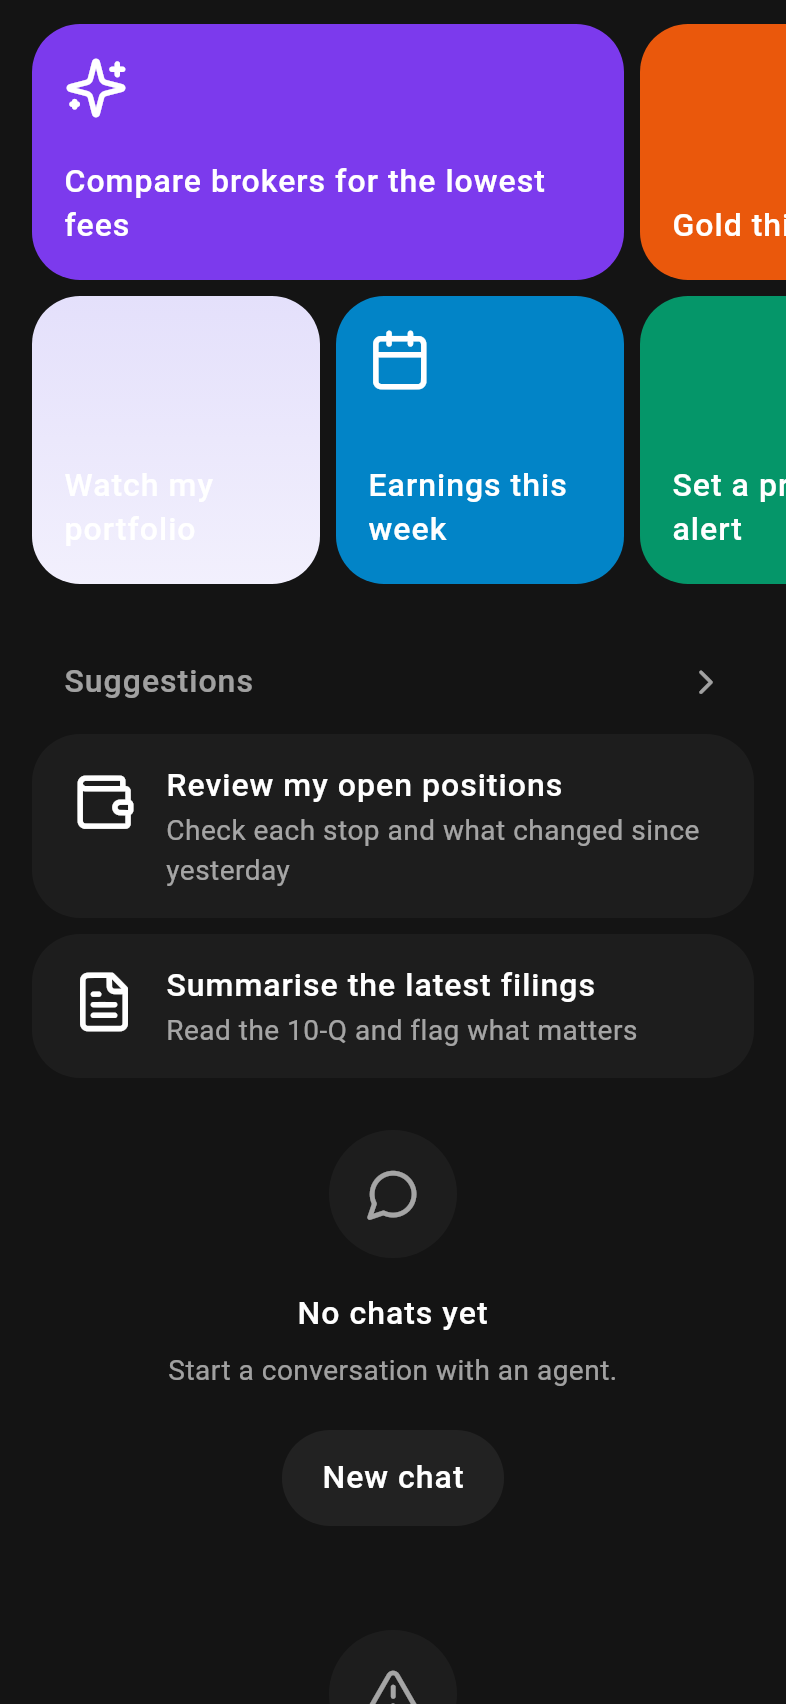 Compare brokers for the lowest
fees
Gold thi
Watch my
portfolio
Earnings this
week
Set a pr
alert
Suggestions
Review my open positions
Check each stop and what changed since
yesterday
Summarise the latest filings
Read the 10-Q and flag what matters
No chats yet
Start a conversation with an agent.
New chat